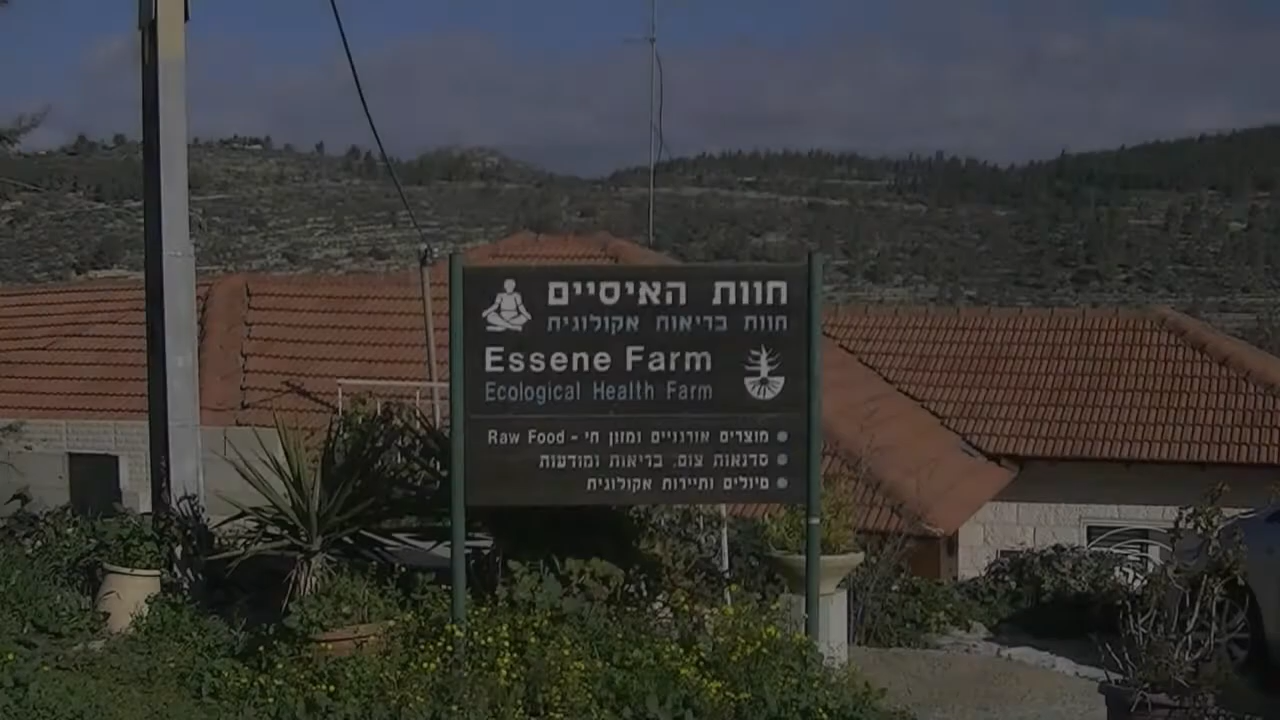 חוות האיסיים
חוות בריאות אקולוגית
Essene Farm
Ecological Health Farm
מוצרים אורגניים ומזון חי - Raw Food
סדנאות צום, בריאות ומודעות
טיולים ותיירות אקולוגית